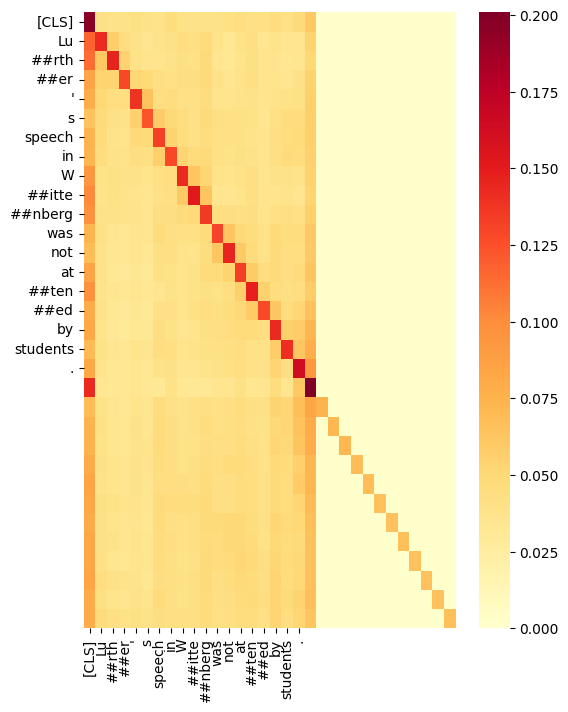 [CLS]
Lu
##rth
##er
'
s
speech
in
W
##itte
##nberg
was
not
at
##ten
##ed
by
students
.
0.200
0.175
0.150
0.125
0.100
0.075
0.050
0.025
0.000
[CLS]
Lu
##rth
##er
'
s
speech
in
W
##itte
##nberg
was
not
at
##ten
##ed
by
students
.